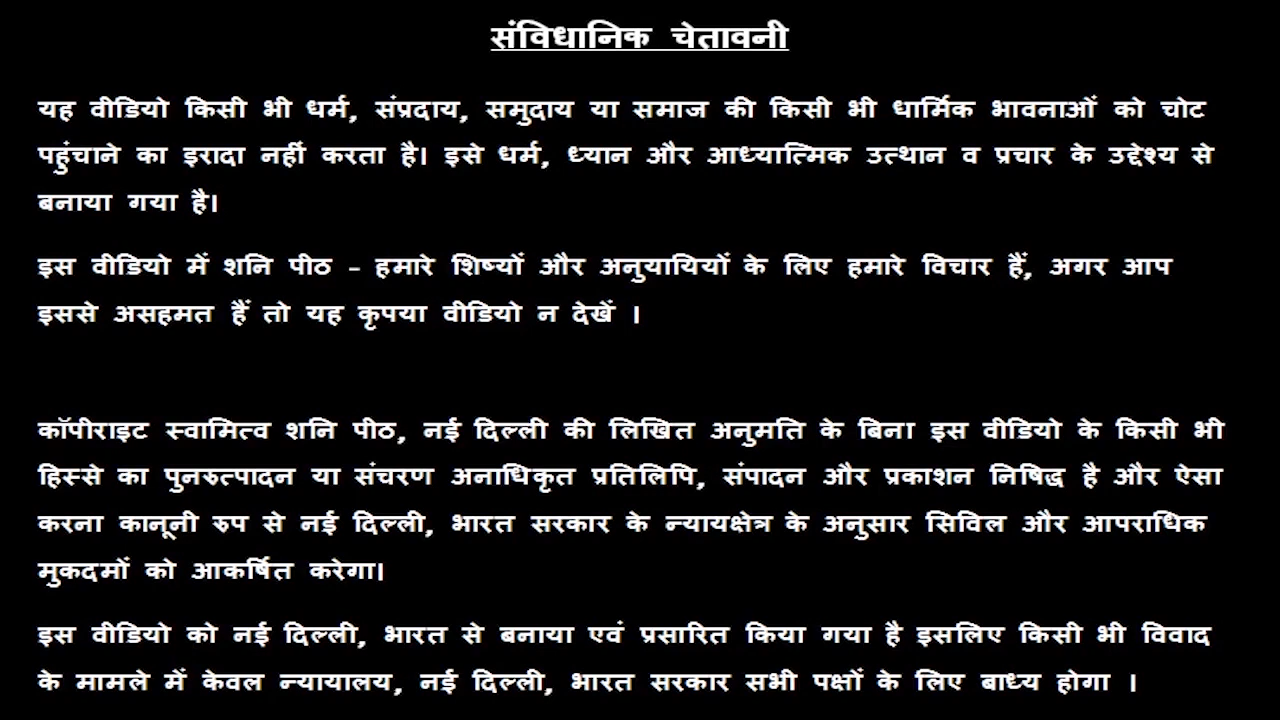 संविधानिक चेतावनी
यह वीडियो किसी भी धर्म, संप्रदाय, समुदाय या समाज की किसी भी धार्मिक भावनाओं को चोट
पहुंचाने का इरादा नहीं करता है। इसे धर्म, ध्यान और आध्यात्मिक उत्थान व प्रचार के उद्देश्य से
बनाया गया है।
इस वीडियो में शनि पीठ – हमारे शिष्यों और अनुयायियों के लिए हमारे विचार हैं, अगर आप
इससे असहमत हैं तो यह कृपया वीडियो न देखें ।
कॉपीराइट स्वामित्व शनि पीठ, नई दिल्ली की लिखित अनुमति के बिना इस वीडियो के किसी भी
हिस्से का पुनरुत्पादन या संचरण अनाधिकृत प्रतिलिपि, संपादन और प्रकाशन निषिद्ध है और ऐसा
करना कानूनी रुप से नई दिल्ली, भारत सरकार के न्यायक्षेत्र के अनुसार सिविल और आपराधिक
मुकदमों को आकर्षित करेगा।
इस वीडियो को नई दिल्ली, भारत से बनाया एवं प्रसारित किया गया है इसलिए किसी भी विवाद
के मामले में केवल न्यायालय, नई दिल्ली, भारत सरकार सभी पक्षों के लिए बाध्य होगा ।